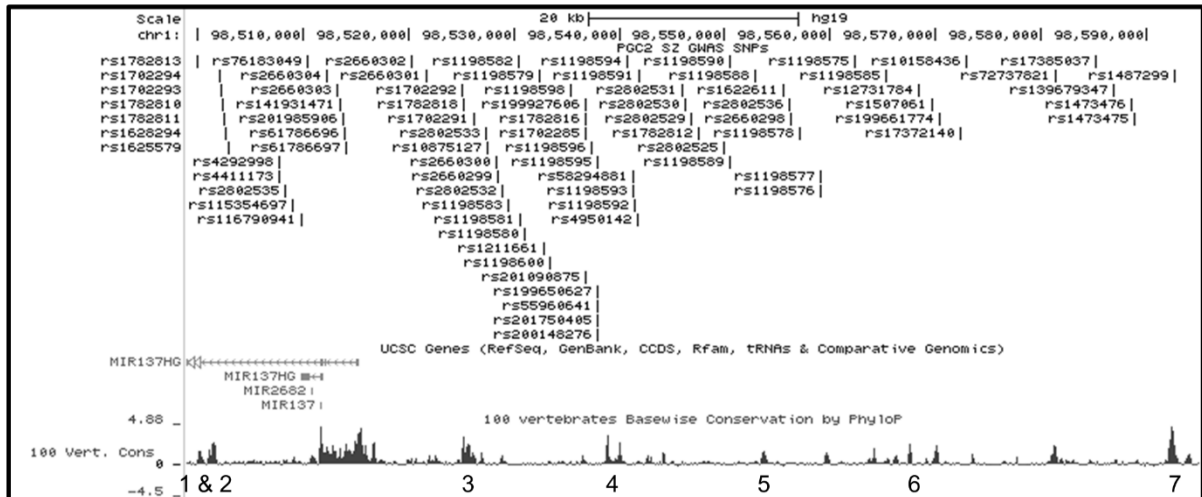 Scale 20 kb hg19
chr1: 98,510,000 98,520,000 98,530,000 98,540,000 98,550,000 98,560,000 98,570,000 98,580,000 98,590,000
PGC2 SZ GWAS SNPs
rs1782813 rs76183049 rs2660302 rs1198582 rs1198594 rs1198590 rs1198575 rs10158436 rs17385037
rs1702294 rs2660304 rs2660301 rs1198579 rs1198591 rs1198588 rs1198585 rs72737821 rs1487299
rs1702293 rs2660303 rs1702292 rs1198598 rs2802531 rs1622611 rs12731784 rs139679347
rs1782810 rs141931471 rs1782818 rs199927606 rs2802530 rs2802536 rs1507061 rs1473476
rs1782811 rs201985906 rs1702291 rs1782816 rs2802529 rs2660298 rs199661774 rs1473475
rs1628294 rs61786696 rs2802533 rs1702285 rs1782812 rs1198578 rs17372140
rs1625579 rs61786697 rs10875127 rs1198596 rs2802525
rs4292998 rs2660300 rs1198595 rs1198589
rs4411173 rs2660299 rs58294881 rs1198577
rs2802535 rs2802532 rs1198593 rs1198576
rs115354697 rs1198583 rs1198592
rs116790941 rs1198581 rs4950142
rs1198580
rs1211661
rs1198600
rs201090875
rs199650627
rs55960641
rs201750405
rs200148276
UCSC Genes (RefSeq, GenBank, CCDS, Rfam, tRNAs & Comparative Genomics)
MIR137HG
MIR137HG
MIR2682
MIR137
4.88 100 vertebrates Basewise Conservation by PhyloP
100 Vert. Cons
0
-4.5
1 & 2 3 4 5 6 7